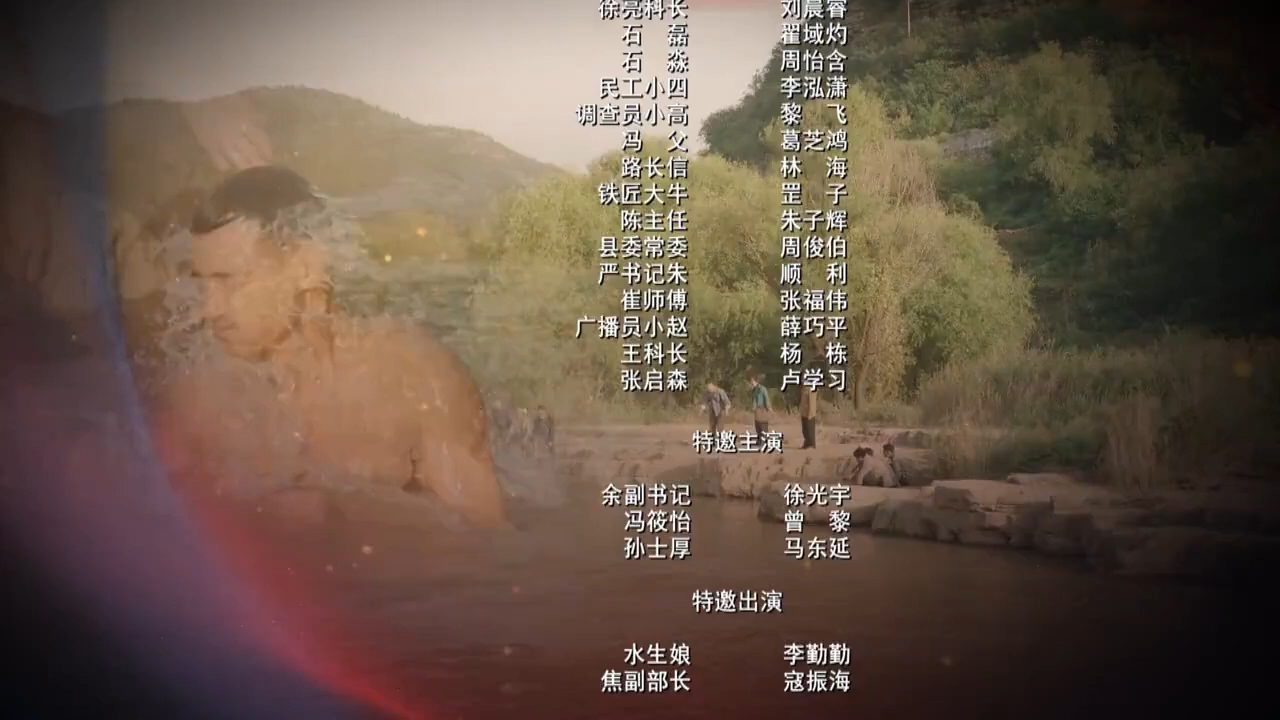 徐亮科长 刘晨睿
石磊 翟域灼
石淼 周怡含
民工小四 李泓潇
调查员小高 黎飞
冯父 葛芝鸿
路长信 林海
铁匠大牛 罡子
陈主任 朱子辉
县委常委 周俊伯
严书记朱 顺利
崔师傅 张福伟
广播员小赵 薛巧平
王科长 杨栋
张启森 卢学习
特邀主演
余副书记 徐光宇
冯筱怡 曾黎
孙士厚 马东延
特邀出演
水生娘 李勤勤
焦副部长 寇振海